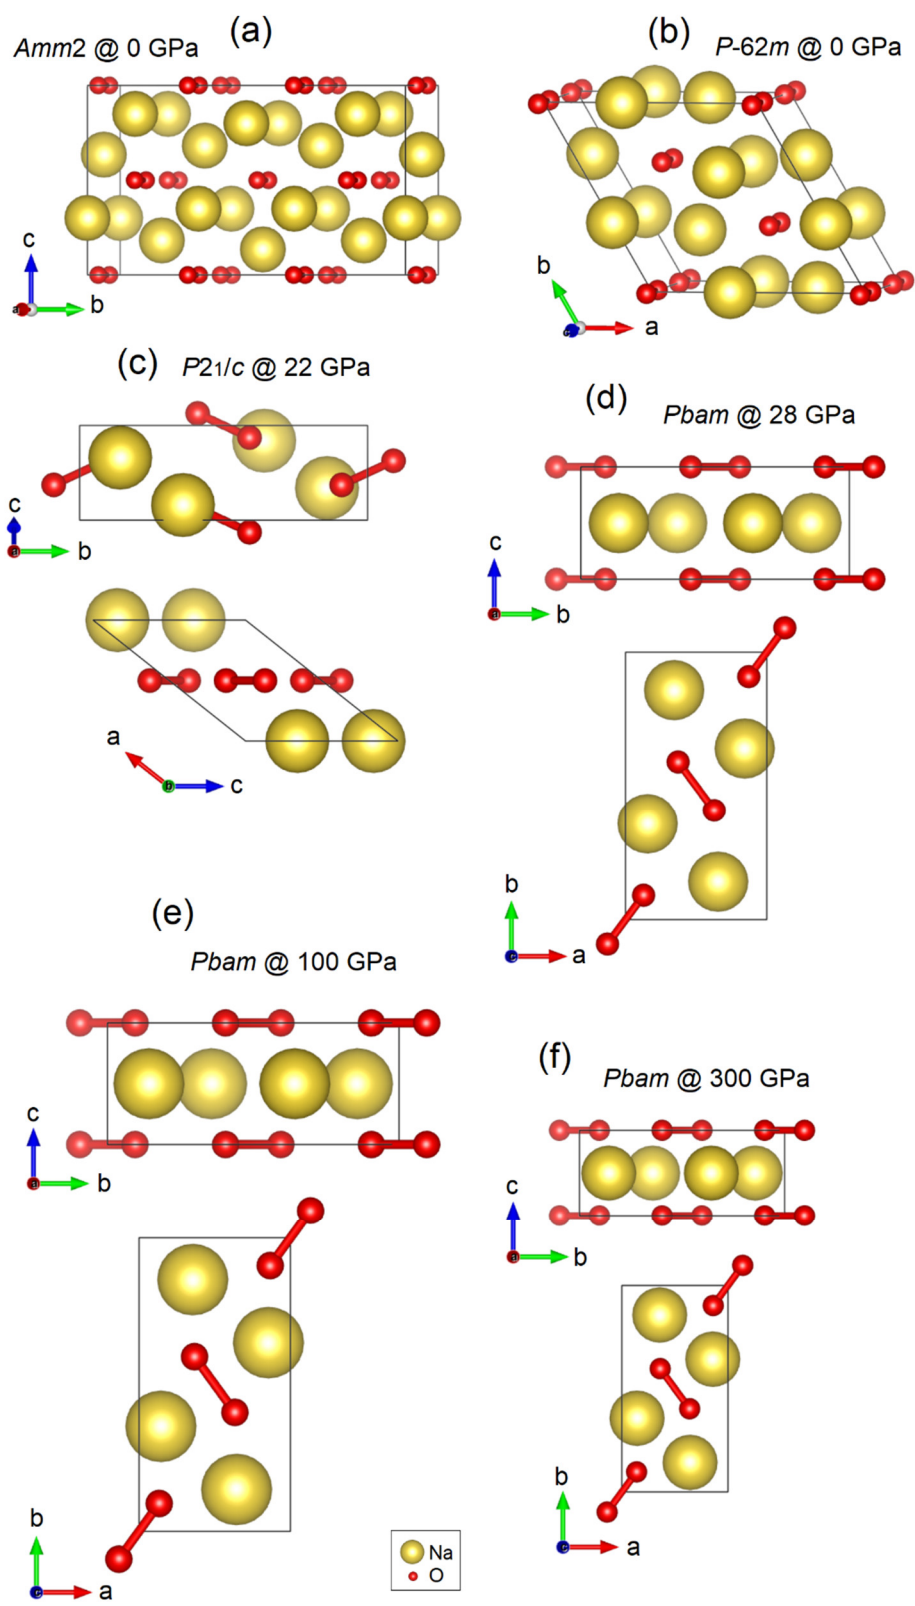 (a)
Amm2 @ 0 GPa
c
a
b
(b)
P-62m @ 0 GPa
b
c
a
(c)
P21/c @ 22 GPa
c
a
b
a
b
c
(d)
Pbam @ 28 GPa
c
a
b
b
c
a
(e)
Pbam @ 100 GPa
c
a
b
b
c
a
(f)
Pbam @ 300 GPa
c
a
b
b
c
a
Na
O